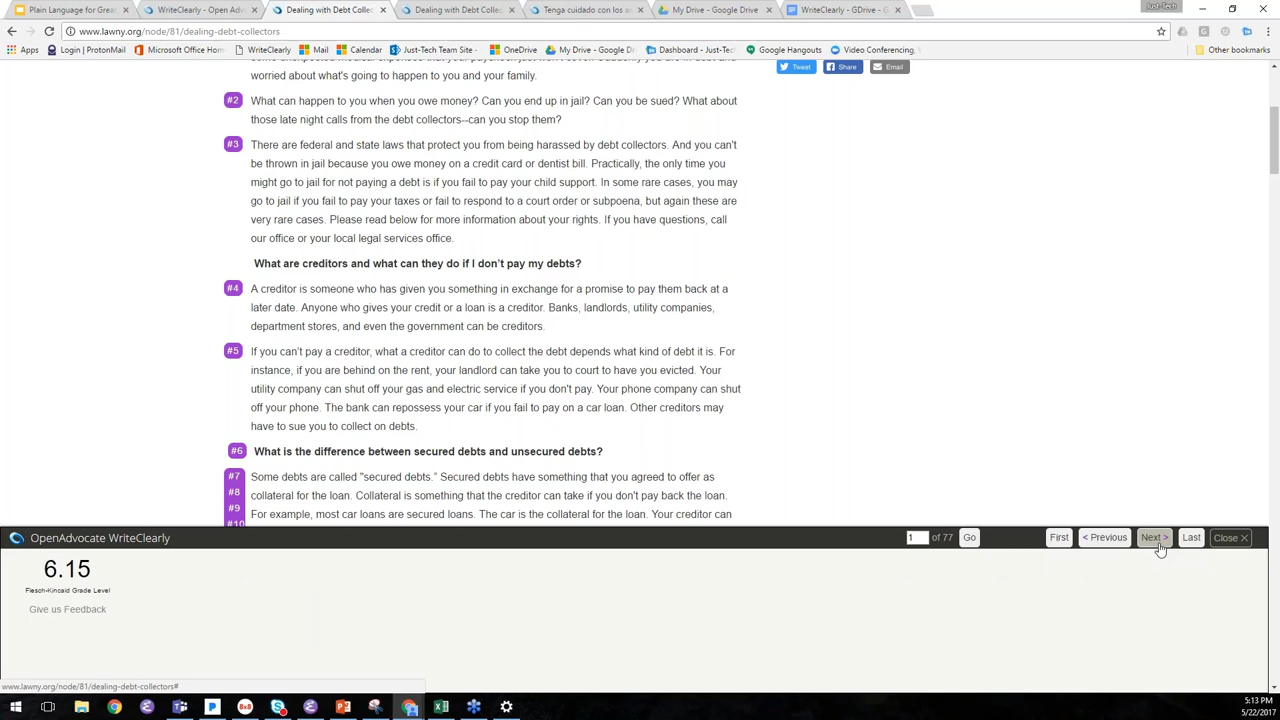 Just-Tech
Plain Language for Grea
WriteClearly - Open Adv
Dealing with Debt Collec
Dealing with Debt Collec
Tenga cuidado con los ar
My Drive - Google Drive
WriteClearly - GDrive -
www.lawny.org/node/81/dealing-debt-collectors
Apps
Login | ProtonMail
Microsoft Office Hom
WriteClearly
Mail
Calendar
Just-Tech Team Site -
OneDrive
My Drive - Google Dr
Dashboard - Just-Tec
Google Hangouts
Video Conferencing,
Other bookmarks
worried about what's going to happen to you and your family.
Tweet
Share
Email
#2 What can happen to you when you owe money? Can you end up in jail? Can you be sued? What about
those late night calls from the debt collectors--can you stop them?
#3 There are federal and state laws that protect you from being harassed by debt collectors. And you can't
be thrown in jail because you owe money on a credit card or dentist bill. Practically, the only time you
might go to jail for not paying a debt is if you fail to pay your child support. In some rare cases, you may
go to jail if you fail to pay your taxes or fail to respond to a court order or subpoena, but again these are
very rare cases. Please read below for more information about your rights. If you have questions, call
our office or your local legal services office.
What are creditors and what can they do if I don't pay my debts?
#4 A creditor is someone who has given you something in exchange for a promise to pay them back at a
later date. Anyone who gives your credit or a loan is a creditor. Banks, landlords, utility companies,
department stores, and even the government can be creditors.
#5 If you can't pay a creditor, what a creditor can do to collect the debt depends what kind of debt it is. For
instance, if you are behind on the rent, your landlord can take you to court to have you evicted. Your
utility company can shut off your gas and electric service if you don't pay. Your phone company can shut
off your phone. The bank can repossess your car if you fail to pay on a car loan. Other creditors may
have to sue you to collect on debts.
#6 What is the difference between secured debts and unsecured debts?
#7 Some debts are called "secured debts." Secured debts have something that you agreed to offer as
#8 collateral for the loan. Collateral is something that the creditor can take if you don't pay back the loan.
#9 For example, most car loans are secured loans. The car is the collateral for the loan. Your creditor can
#10
OpenAdvocate WriteClearly
1 of 77 Go
First
< Previous
Next >
Last
Close X
6.15
Flesch-Kincaid Grade Level
Give us Feedback
www.lawny.org/node/81/dealing-debt-collectors#
5:13 PM
5/22/2017